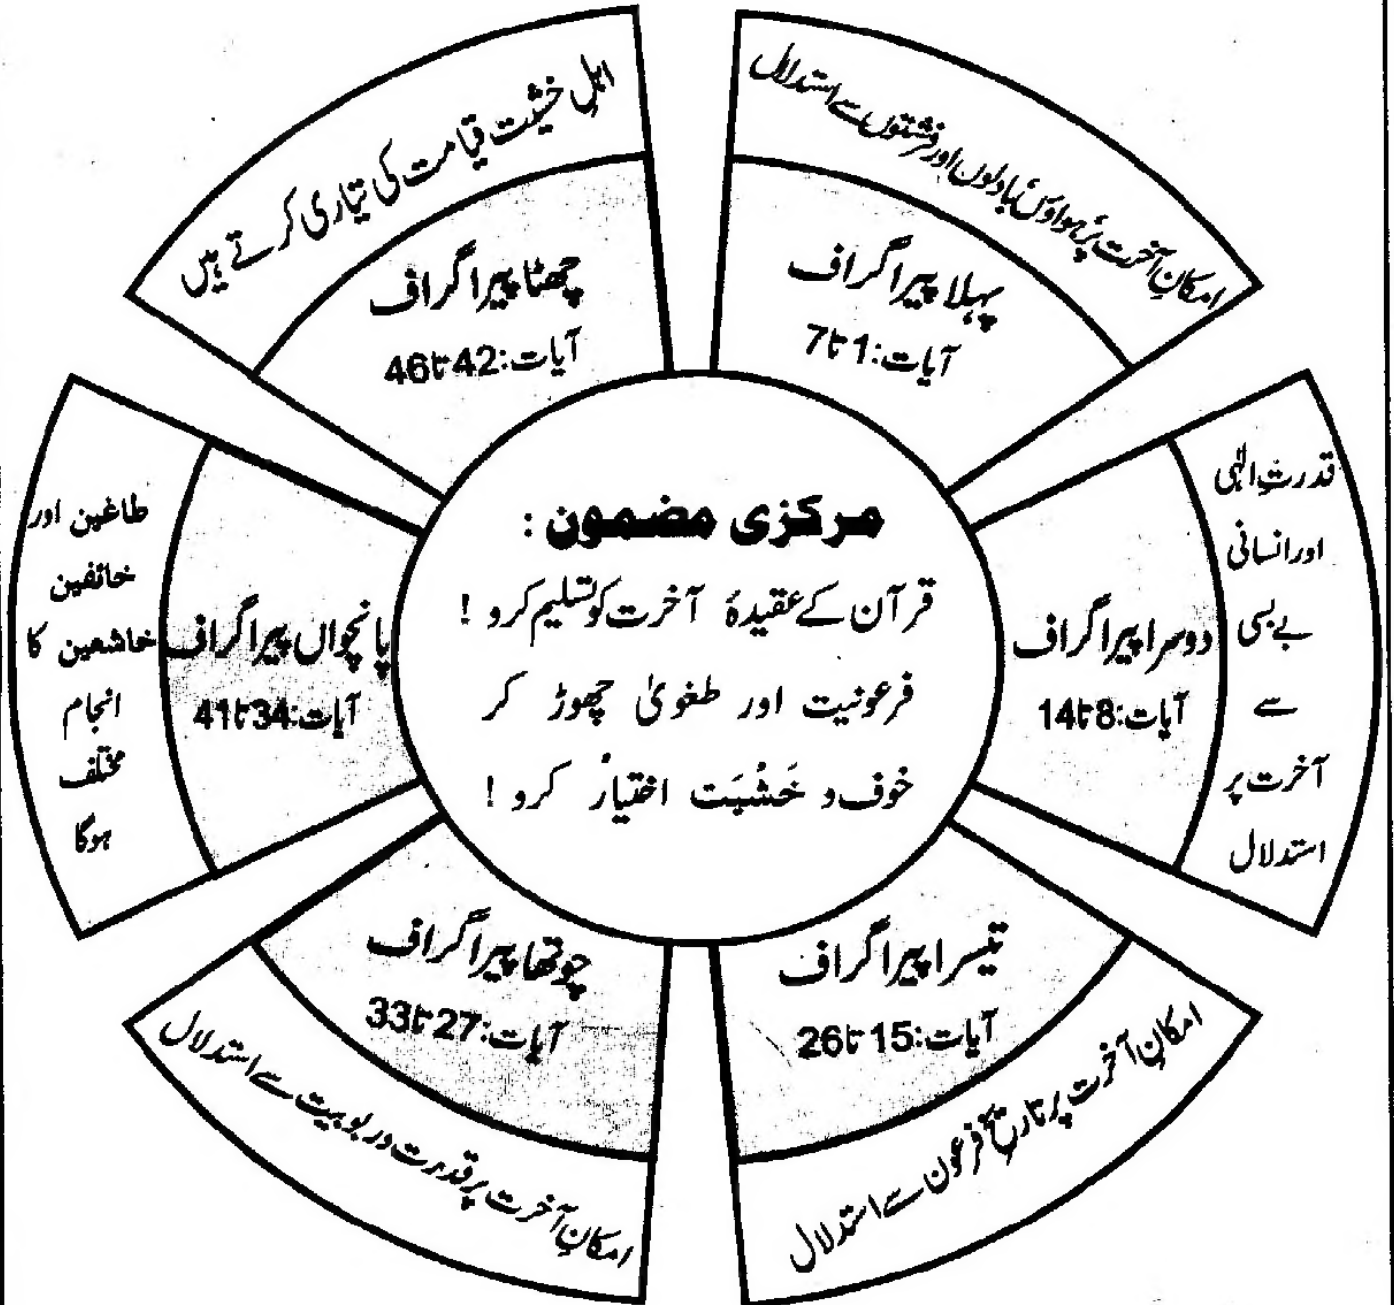 مرکزی مضمون :
قرآن کے عقیدۂ آخرت کو تسلیم کرو !
فرعونیت اور طغویٰ چھوڑ کر
خوف و خَشْیَت اختیار کرو !
امکانِ آخرت پر ہواؤں بادلوں اور فرشتوں سے استدلال
پہلا پیراگراف
آیات:1 تا 7
قدرتِ الٰہی
اور انسانی
بے بسی
سے
آخرت پر
استدلال
دوسرا پیراگراف
آیات:8 تا 14
تیسرا پیراگراف
آیات:15 تا 26
امکانِ آخرت پر تاریخِ فرعون سے استدلال
چوتھا پیراگراف
آیات:27 تا 33
امکانِ آخرت پر قدرت و ربوبیت سے استدلال
پانچواں پیراگراف
آیات:34 تا 41
طاغین اور
خائفین
خاشعین کا
انجام
مختلف
ہوگا
اہلِ خشیت قیامت کی تیاری کرتے ہیں
چھٹا پیراگراف
آیات:42 تا 46